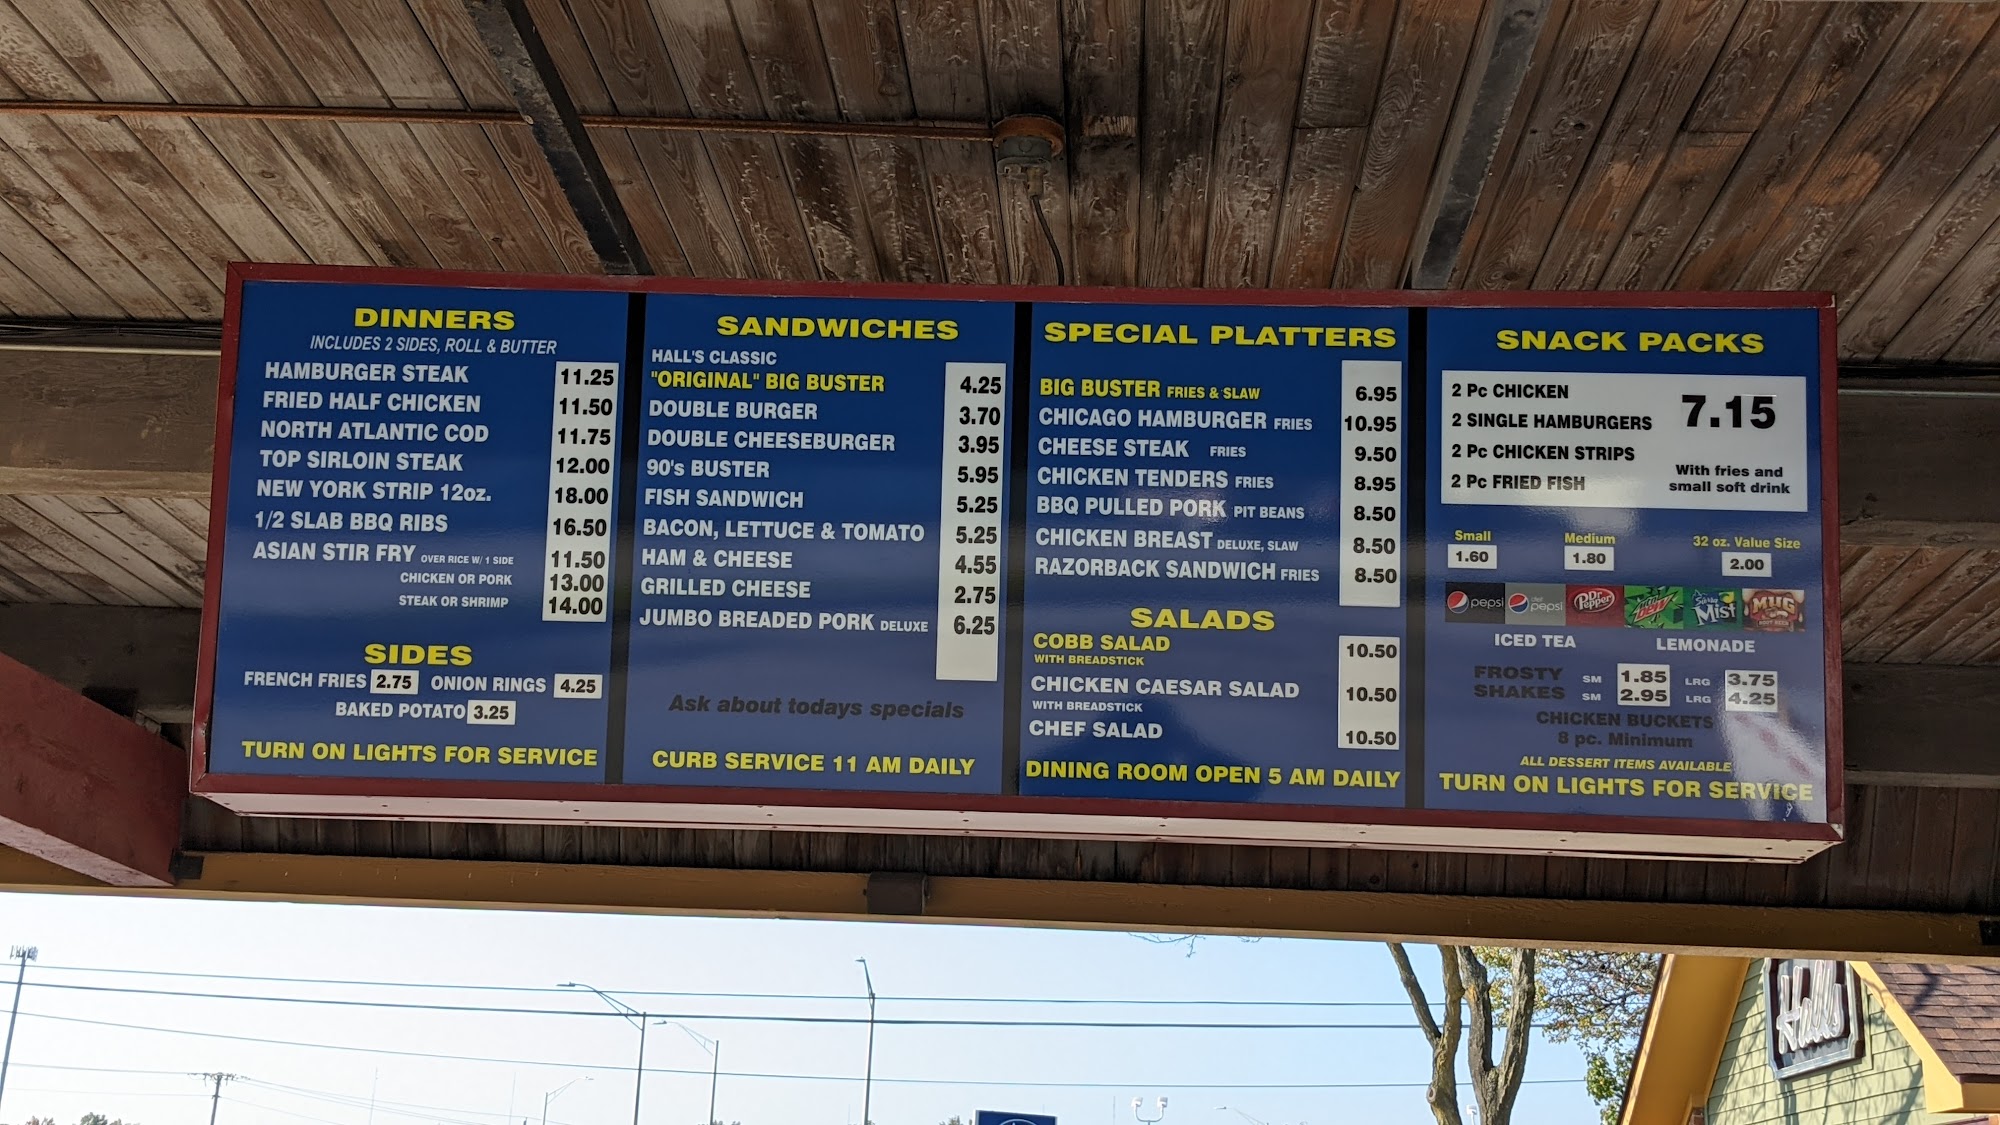 DINNERS
INCLUDES 2 SIDES, ROLL & BUTTER
HAMBURGER STEAK 11.25
FRIED HALF CHICKEN 11.50
NORTH ATLANTIC COD 11.75
TOP SIRLOIN STEAK 12.00
NEW YORK STRIP 12oz. 18.00
1/2 SLAB BBQ RIBS 16.50
ASIAN STIR FRY OVER RICE W/ 1 SIDE 11.50
CHICKEN OR PORK 13.00
STEAK OR SHRIMP 14.00
SIDES
FRENCH FRIES 2.75 ONION RINGS 4.25
BAKED POTATO 3.25
TURN ON LIGHTS FOR SERVICE
SANDWICHES
HALL'S CLASSIC
"ORIGINAL" BIG BUSTER 4.25
DOUBLE BURGER 3.70
DOUBLE CHEESEBURGER 3.95
90's BUSTER 5.95
FISH SANDWICH 5.25
BACON, LETTUCE & TOMATO 5.25
HAM & CHEESE 4.55
GRILLED CHEESE 2.75
JUMBO BREADED PORK DELUXE 6.25
Ask about todays specials
CURB SERVICE 11 AM DAILY
SPECIAL PLATTERS
BIG BUSTER FRIES & SLAW 6.95
CHICAGO HAMBURGER FRIES 10.95
CHEESE STEAK FRIES 9.50
CHICKEN TENDERS FRIES 8.95
BBQ PULLED PORK PIT BEANS 8.50
CHICKEN BREAST DELUXE, SLAW 8.50
RAZORBACK SANDWICH FRIES 8.50
SALADS
COBB SALAD 10.50
WITH BREADSTICK
CHICKEN CAESAR SALAD 10.50
WITH BREADSTICK
CHEF SALAD 10.50
DINING ROOM OPEN 5 AM DAILY
SNACK PACKS
2 Pc CHICKEN
2 SINGLE HAMBURGERS 7.15
2 Pc CHICKEN STRIPS
2 Pc FRIED FISH
With fries and
small soft drink
Small Medium 32 oz. Value Size
1.60 1.80 2.00
pepsi diet pepsi Dr Pepper Mtn Dew Sierra Mist MUG ROOT BEER
ICED TEA LEMONADE
FROSTY SM 1.85 LRG 3.75
SHAKES SM 2.95 LRG 4.25
CHICKEN BUCKETS
8 pc. Minimum
ALL DESSERT ITEMS AVAILABLE
TURN ON LIGHTS FOR SERVICE
Halls